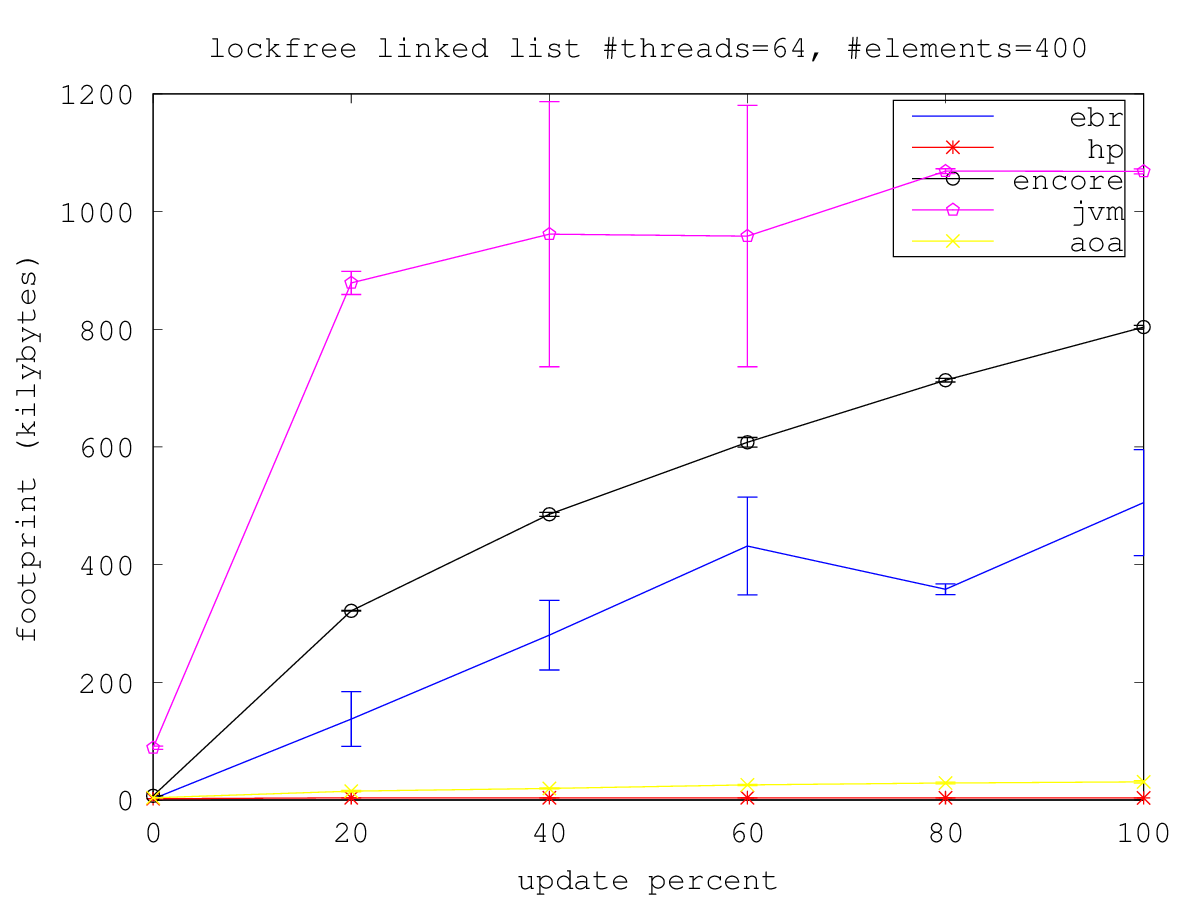 lockfree linked list #threads=64, #elements=400
1200
1000
800
600
400
200
0
footprint (kilybytes)
ebr
hp
encore
jvm
aoa
0 20 40 60 80 100
update percent